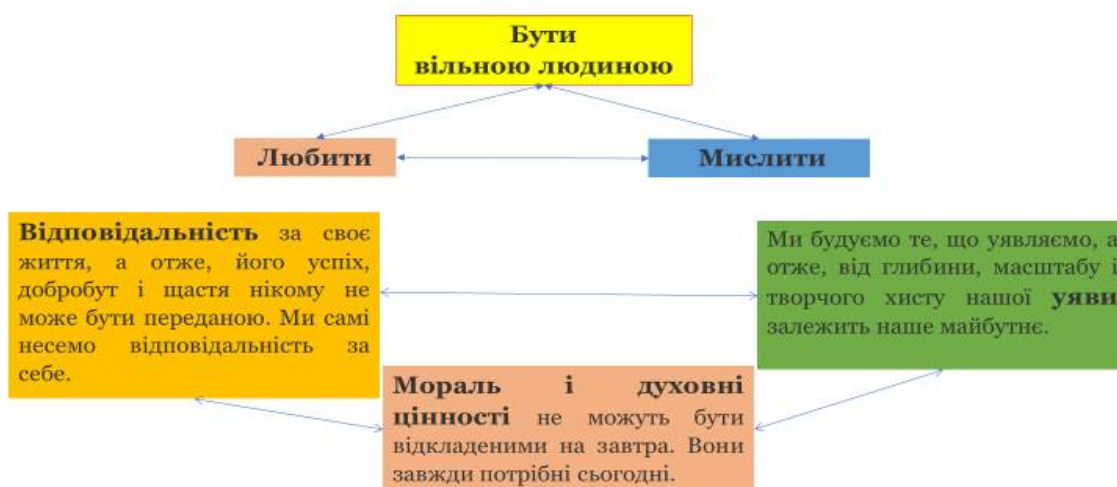 Бути
вільною людиною
Любити
Мислити
Відповідальність за своє
життя, а отже, його успіх,
добробут і щастя нікому не
може бути переданою. Ми самі
несемо відповідальність за
себе.
Ми будуємо те, що уявляємо, а
отже, від глибини, масштабу і
творчого хисту нашої уяви
залежить наше майбутнє.
Мораль і духовні
цінності не можуть бути
відкладеними на завтра. Вони
завжди потрібні сьогодні.